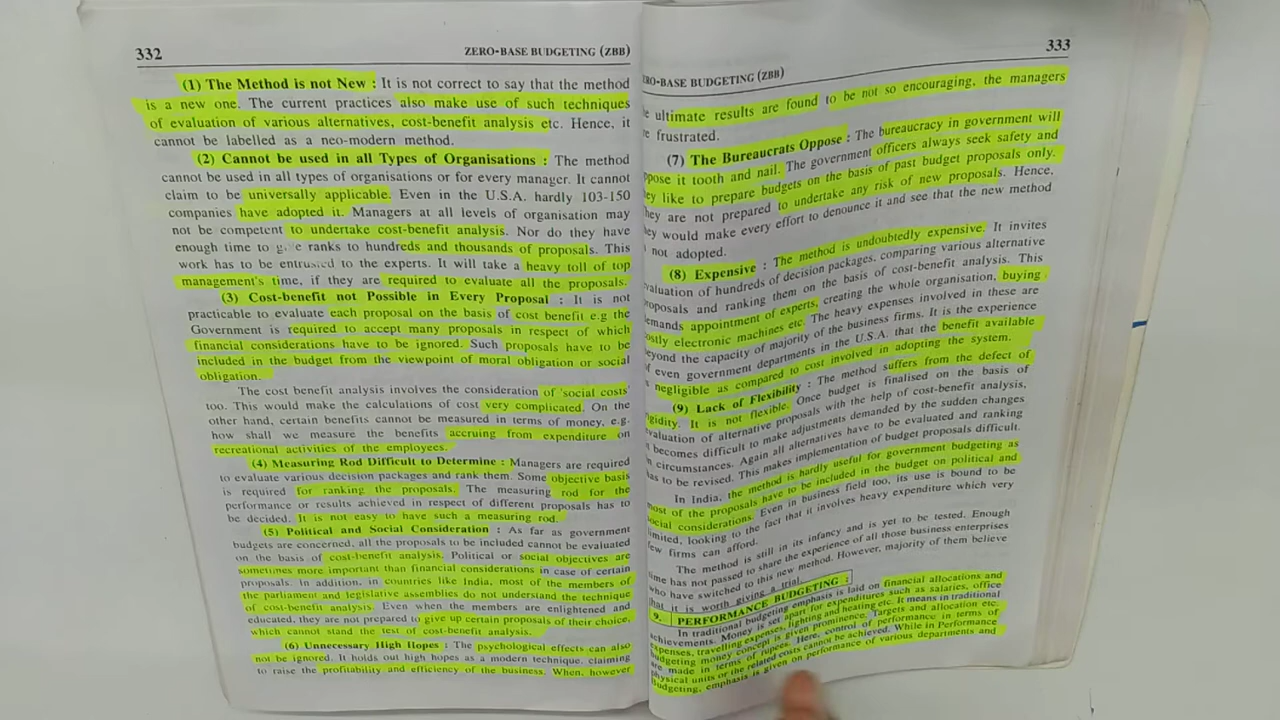 332
ZERO-BASE BUDGETING (ZBB)
(1) The Method is not New : It is not correct to say that the method
is a new one. The current practices also make use of such techniques
of evaluation of various alternatives, cost-benefit analysis etc. Hence, it
cannot be labelled as a neo-modern method.
(2) Cannot be used in all Types of Organisations : The method
cannot be used in all types of organisations or for every manager. It cannot
claim to be universally applicable. Even in the U.S.A. hardly 103-150
companies have adopted it. Managers at all levels of organisation may
not be competent to undertake cost-benefit analysis. Nor do they have
enough time to ranks to hundreds and thousands of proposals. This
work has to be entrusted to the experts. It will take a heavy toll of top
management's time, if they are required to evaluate all the proposals.
(3) Cost-benefit not Possible in Every Proposal : It is not
practicable to evaluate each proposal on the basis of cost benefit e.g the
Government is required to accept many proposals in respect of which
financial considerations have to be ignored. Such proposals have to be
included in the budget from the viewpoint of moral obligation or social
obligation.
The cost benefit analysis involves the consideration of 'social costs'
too. This would make the calculations of cost very complicated. On the
other hand, certain benefits cannot be measured in terms of money, e.g.
how shall we measure the benefits accruing from expenditure on
recreational activities of the employees.
(4) Measuring Rod Difficult to Determine : Managers are required
to evaluate various decision packages and rank them. Some objective basis
is required for ranking the proposals. The measuring rod for the
performance or results achieved in respect of different proposals has to
be decided. It is not easy to have such a measuring rod.
(5) Political and Social Consideration : As far as government
budgets are concerned, all the proposals to be included cannot be evaluated
on the basis of cost-benefit analysis. Political or social objectives are
sometimes more important than financial considerations in case of certain
proposals. In addition, in countries like India, most of the members of
the parliament and legislative assemblies do not understand the technique
of cost-benefit analysis. Even when the members are enlightened and
educated, they are not prepared to give up certain proposals of their choice,
which cannot stand the test of cost-benefit analysis.
(6) Unnecessary High Hopes : The psychological effects can also
not be ignored. It holds out high hopes as a modern technique, claiming
to raise the profitability and efficiency of the business. When, however
333
RO-BASE BUDGETING (ZBB)
e ultimate results are found to be not so encouraging, the managers
re frustrated.
(7) The Bureaucrats Oppose : The bureaucracy in government will
pose it tooth and nail. The government officers always seek safety and
ey like to prepare budgets on the basis of past budget proposals only.
hey are not prepared to undertake any risk of new proposals. Hence,
hey would make every effort to denounce it and see that the new method
not adopted.
(8) Expensive : The method is undoubtedly expensive. It invites
valuation of hundreds of decision packages, comparing various alternative
roposals and ranking them on the basis of cost-benefit analysis. This
emands appointment of experts, creating the whole organisation, buying
ostly electronic machines etc. The heavy expenses involved in these are
eyond the capacity of majority of the business firms. It is the experience
f even government departments in the U.S.A. that the benefit available
negligible as compared to cost involved in adopting the system.
(9) Lack of Flexibility : The method suffers from the defect of
igidity. It is not flexible. Once budget is finalised on the basis of
evaluation of alternative proposals with the help of cost-benefit analysis,
t becomes difficult to make adjustments demanded by the sudden changes
n circumstances. Again all alternatives have to be evaluated and ranking
as to be revised. This makes implementation of budget proposals difficult.
In India, the method is hardly useful for government budgeting as
most of the proposals have to be included in the budget on political and
social considerations. Even in business field too, its use is bound to be
limited, looking to the fact that it involves heavy expenditure which very
few firms can afford.
The method is still in its infancy and is yet to be tested. Enough
time has not passed to share the experience of all those business enterprises
who have switched to this new method. However, majority of them believe
that it is worth giving a trial.
9. PERFORMANCE BUDGETING :
In traditional budgeting emphasis is laid on financial allocations and
achievements. Money is set apart for expenditures such as salaries, office
expenses, travelling expenses, lighting and heating etc. It means in traditional
budgeting money concept is given prominence. Targets and allocation etc.
are made in terms of rupees. Here, control of performance in terms of
physical units or the related costs cannot be achieved. While in Performance
Budgeting, emphasis is given on performance of various departments and